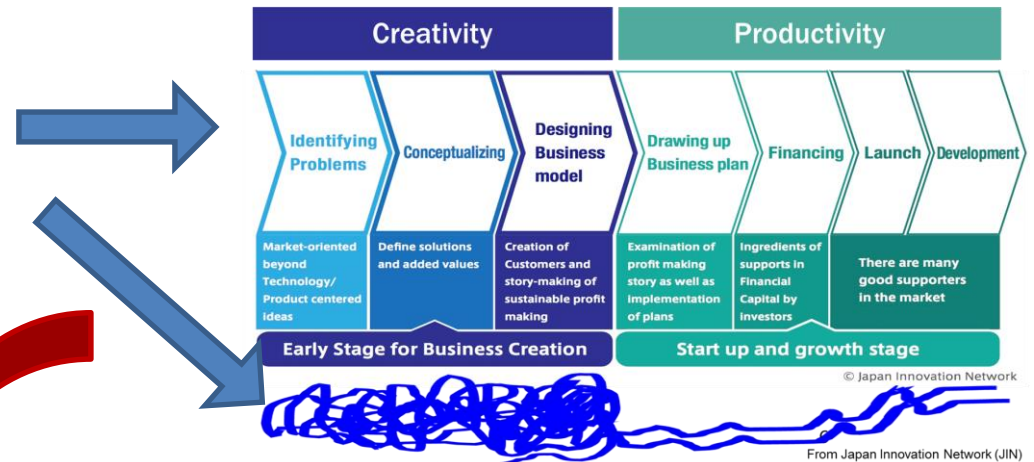 Creativity
Productivity
Identifying
Problems
Conceptualizing
Designing
Business
model
Drawing up
Business plan
Financing
Launch
Development
Market-oriented
beyond
Technology/
Product centered
ideas
Define solutions
and added values
Creation of
Customers and
story-making of
sustainable profit
making
Examination of
profit making
story as well as
implementation
of plans
Ingredients of
supports in
Financial
Capital by
investors
There are many
good supporters
in the market
Early Stage for Business Creation
Start up and growth stage
© Japan Innovation Network
From Japan Innovation Network (JIN)